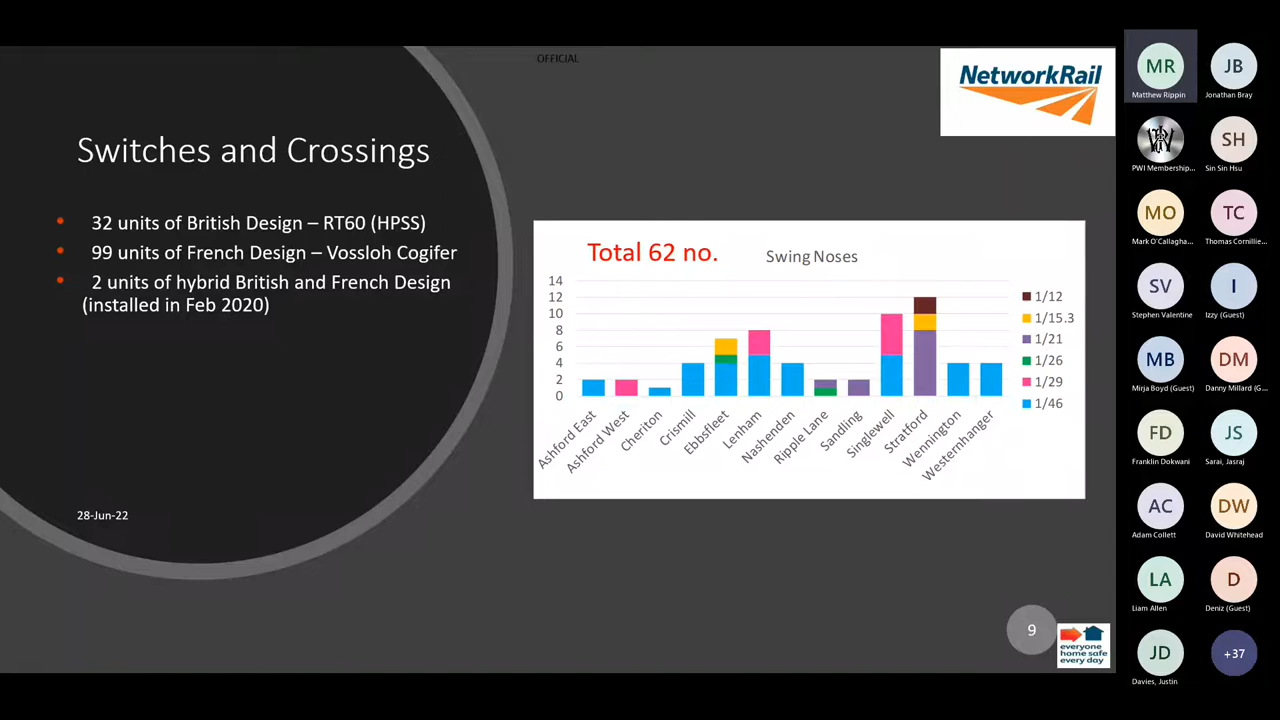 OFFICIAL
NetworkRail
Switches and Crossings
• 32 units of British Design – RT60 (HPSS)
• 99 units of French Design – Vossloh Cogifer
• 2 units of hybrid British and French Design
(installed in Feb 2020)
28-Jun-22
Total 62 no.
Swing Noses
14
12
10
8
6
4
2
0
Ashford East
Ashford West
Cheriton
Crismill
Ebbsfleet
Lenham
Nashenden
Ripple Lane
Sandling
Singlewell
Stratford
Wennington
Westernhanger
1/12
1/15.3
1/21
1/26
1/29
1/46
9
everyone
home safe
every day
MR
Matthew Rippin
JB
Jonathan Bray
PWI Membership...
SH
Sin Sin Hsu
MO
Mark O'Callagha...
TC
Thomas Cornillie...
SV
Stephen Valentine
I
Izzy (Guest)
MB
Mirja Boyd (Guest)
DM
Danny Millard (G...
FD
Franklin Dokwani
JS
Sarai, Jasraj
AC
Adam Collett
DW
David Whitehead
LA
Liam Allen
D
Deniz (Guest)
JD
Davies, Justin
+37